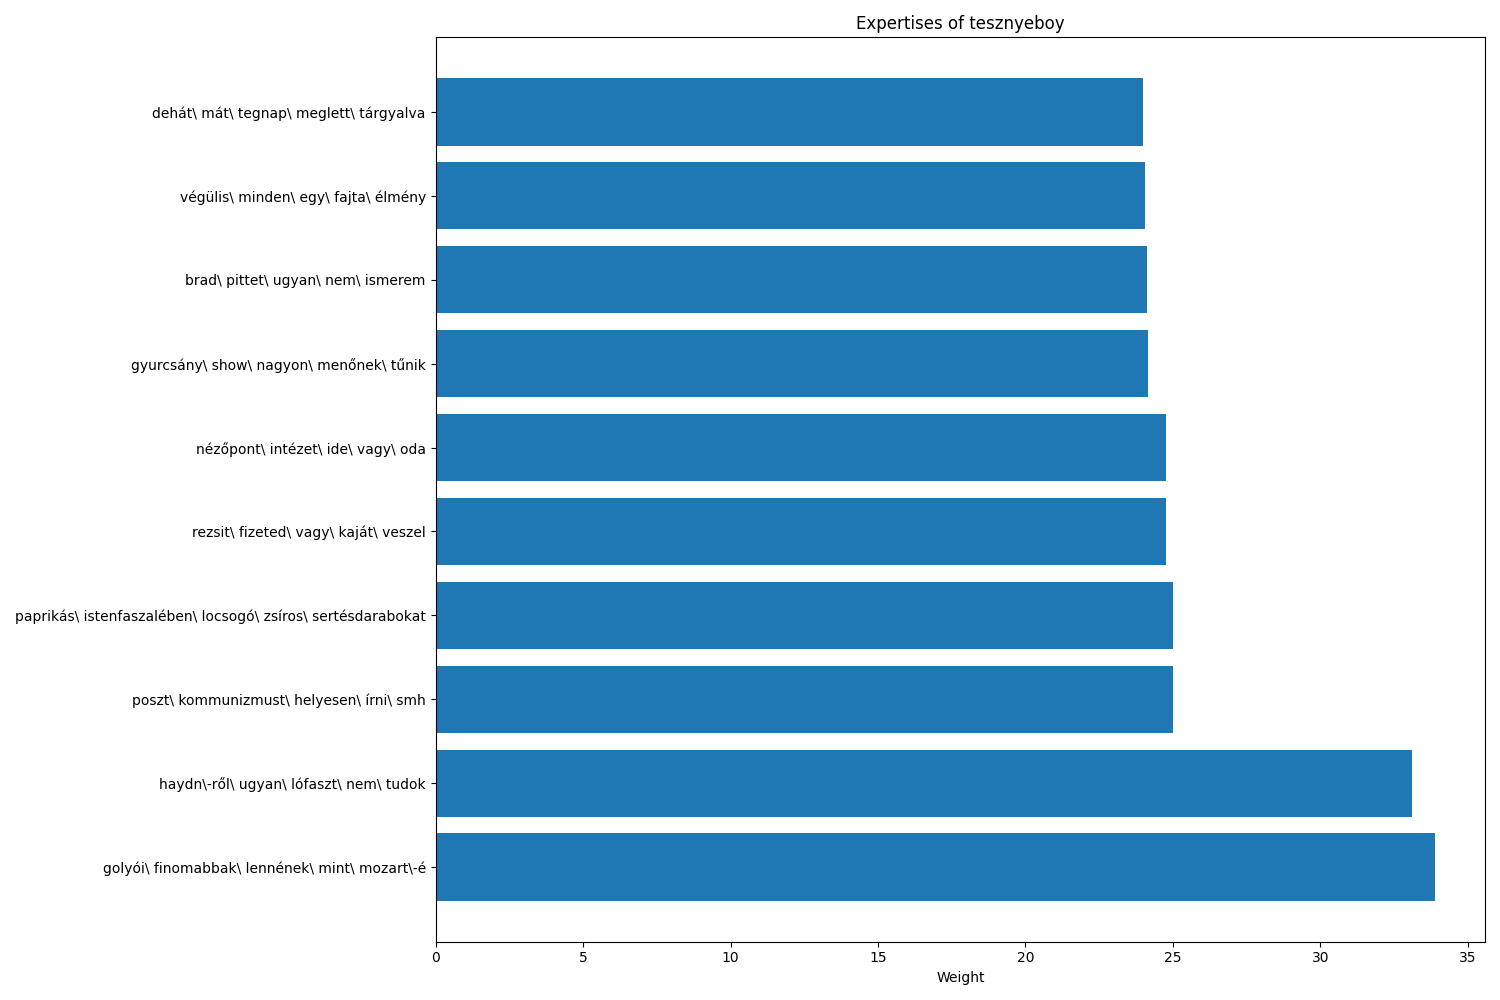 Expertises of tesznyeboy
dehát\ mát\ tegnap\ meglett\ tárgyalva
végülis\ minden\ egy\ fajta\ élmény
brad\ pittet\ ugyan\ nem\ ismerem
gyurcsány\ show\ nagyon\ menőnek\ tűnik
nézőpont\ intézet\ ide\ vagy\ oda
rezsit\ fizeted\ vagy\ kaját\ veszel
paprikás\ istenfaszalében\ locsogó\ zsíros\ sertésdarabokat
poszt\ kommunizmust\ helyesen\ írni\ smh
haydn\-ről\ ugyan\ lófaszt\ nem\ tudok
golyói\ finomabbak\ lennének\ mint\ mozart\-é
0 5 10 15 20 25 30 35
Weight